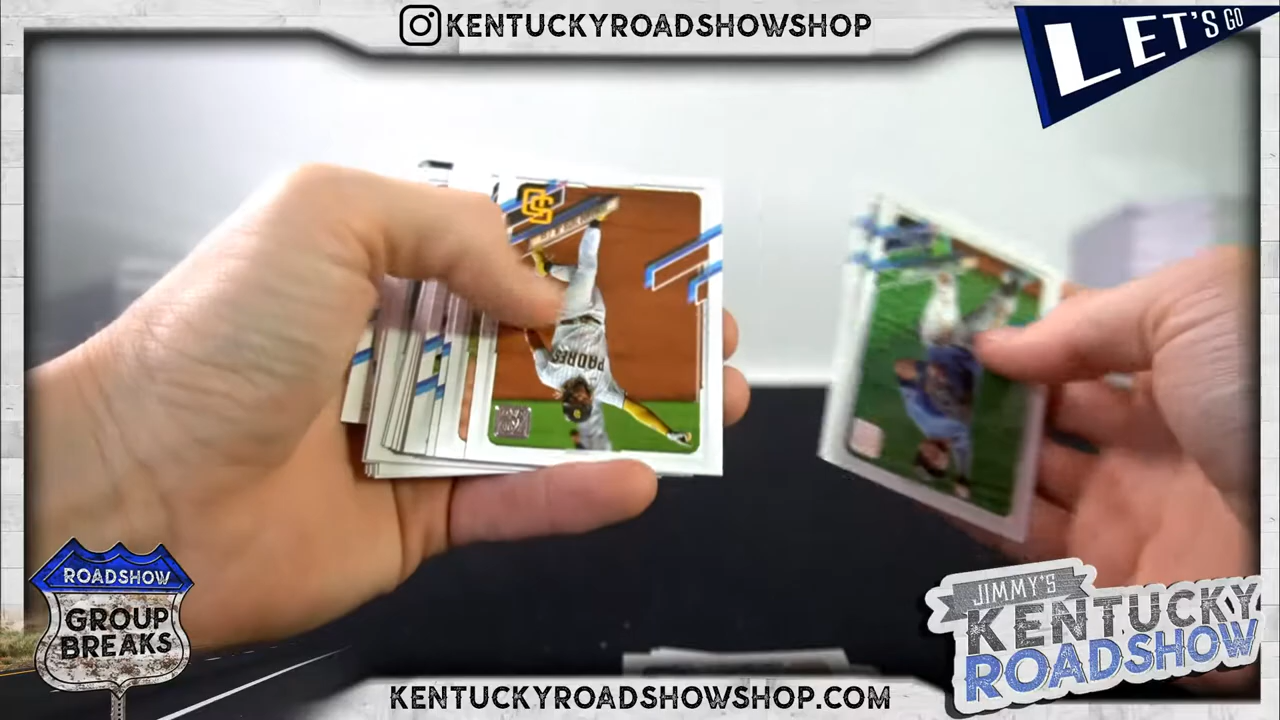 KENTUCKYROADSHOWSHOP
LET'S GO
PADRES
ROADSHOW
GROUP
BREAKS
JIMMY'S
KENTUCKY
ROADSHOW
KENTUCKYROADSHOWSHOP.COM